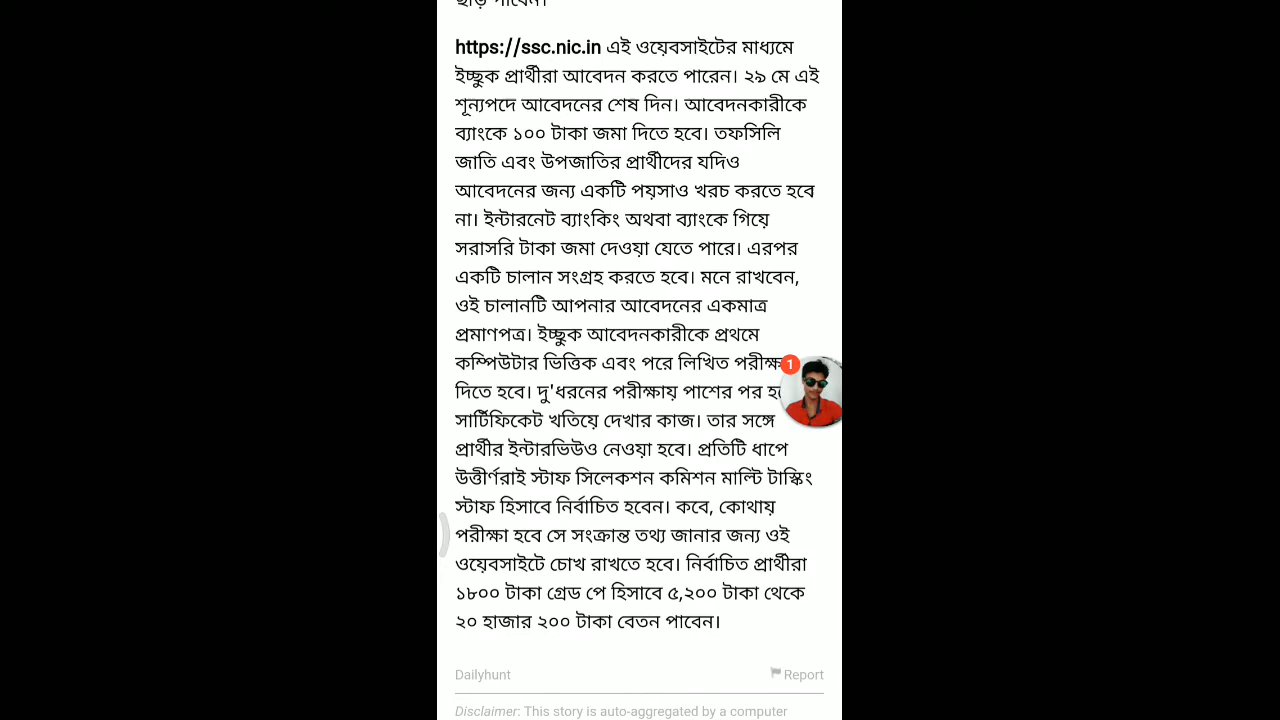 https://ssc.nic.in এই ওয়েবসাইটের মাধ্যমে
ইচ্ছুক প্রার্থীরা আবেদন করতে পারেন। ২৯ মে এই
শূন্যপদে আবেদনের শেষ দিন। আবেদনকারীকে
ব্যাংকে ১০০ টাকা জমা দিতে হবে। তফসিলি
জাতি এবং উপজাতির প্রার্থীদের যদিও
আবেদনের জন্য একটি পয়সাও খরচ করতে হবে
না। ইন্টারনেট ব্যাংকিং অথবা ব্যাংকে গিয়ে
সরাসরি টাকা জমা দেওয়া যেতে পারে। এরপর
একটি চালান সংগ্রহ করতে হবে। মনে রাখবেন,
ওই চালানটি আপনার আবেদনের একমাত্র
প্রমাণপত্র। ইচ্ছুক আবেদনকারীকে প্রথমে
কম্পিউটার ভিত্তিক এবং পরে লিখিত
1
দিতে হবে। দু'ধরনের পরীক্ষায় পাশের পর
সার্টিফিকেট খতিয়ে দেখার কাজ। তার সঙ্গে
প্রার্থীর ইন্টারভিউও নেওয়া হবে। প্রতিটি ধাপে
উত্তীর্ণরাই স্টাফ সিলেকশন কমিশন মাল্টি টাস্কিং
স্টাফ হিসাবে নির্বাচিত হবেন। কবে, কোথায়
পরীক্ষা হবে সে সংক্রান্ত তথ্য জানার জন্য ওই
ওয়েবসাইটে চোখ রাখতে হবে। নির্বাচিত প্রার্থীরা
১৮০০ টাকা গ্রেড পে হিসাবে ৫,২০০ টাকা থেকে
২০ হাজার ২০০ টাকা বেতন পাবেন।
Dailyhunt
Report
Disclaimer: This story is auto-aggregated by a computer